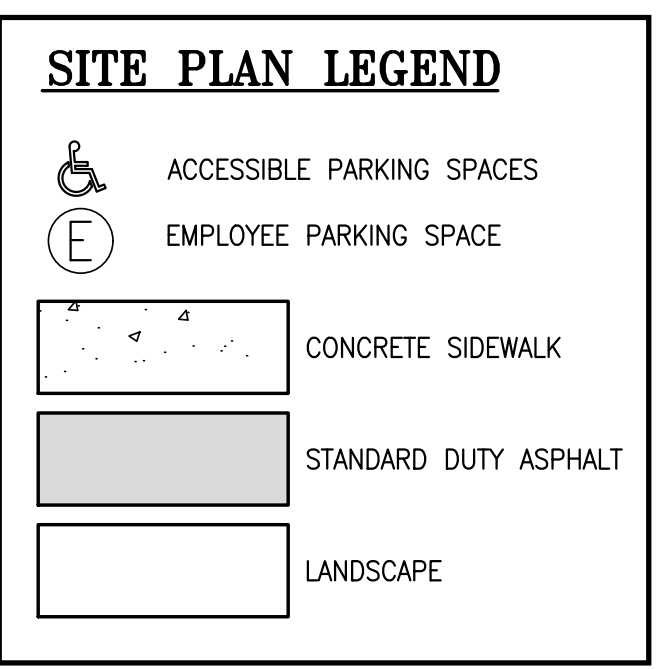 SITE PLAN LEGEND
ACCESSIBLE PARKING SPACES
E EMPLOYEE PARKING SPACE
CONCRETE SIDEWALK
STANDARD DUTY ASPHALT
LANDSCAPE